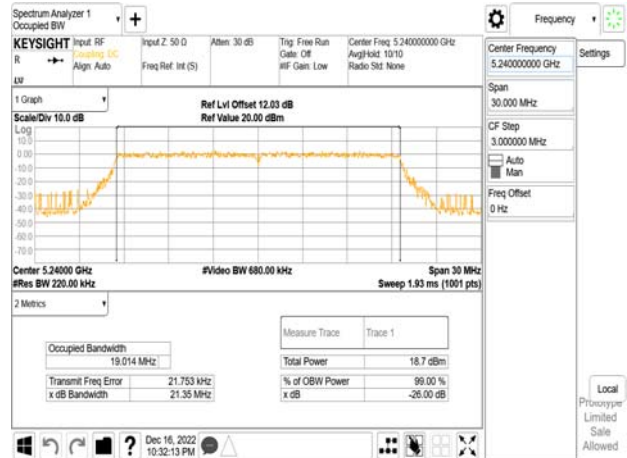 Spectrum Analyzer 1
Occupied BW
Frequency
KEYSIGHT Input: RF Input Z: 50 Ω Atten: 30 dB Trig: Free Run Center Freq: 5.240000000 GHz
R Coupling: DC Gate: Off Avg|Hold: 10/10
Align: Auto Freq Ref: Int (S) #IF Gain: Low Radio Std: None
LXI
Center Frequency
5.240000000 GHz
Settings
Span
30.000 MHz
CF Step
3.000000 MHz
Auto
Man
Freq Offset
0 Hz
1 Graph
Ref Lvl Offset 12.03 dB
Scale/Div 10.0 dB Ref Value 20.00 dBm
Log
10.0
0.00
-10.0
-20.0
-30.0
-40.0
-50.0
-60.0
-70.0
Center 5.24000 GHz #Video BW 680.00 kHz Span 30 MHz
#Res BW 220.00 kHz Sweep 1.93 ms (1001 pts)
2 Metrics
Measure Trace Trace 1
Occupied Bandwidth
19.014 MHz
Total Power 18.7 dBm
Transmit Freq Error 21.753 kHz % of OBW Power 99.00 %
x dB Bandwidth 21.35 MHz x dB -26.00 dB
Local
Prototype
Limited
Sale
Allowed
? Dec 16, 2022
10:32:13 PM